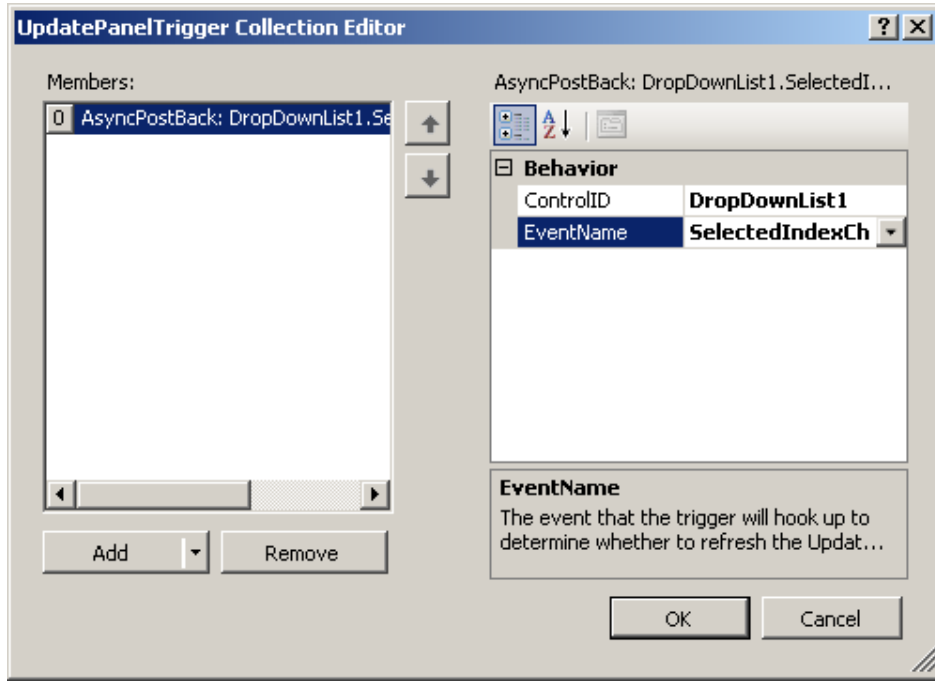 UpdatePanelTrigger Collection Editor
Members:
0 AsyncPostBack: DropDownList1.Se
Add
Remove
AsyncPostBack: DropDownList1.SelectedI...
Behavior
ControlID DropDownList1
EventName SelectedIndexCh
EventName
The event that the trigger will hook up to
determine whether to refresh the Updat...
OK
Cancel